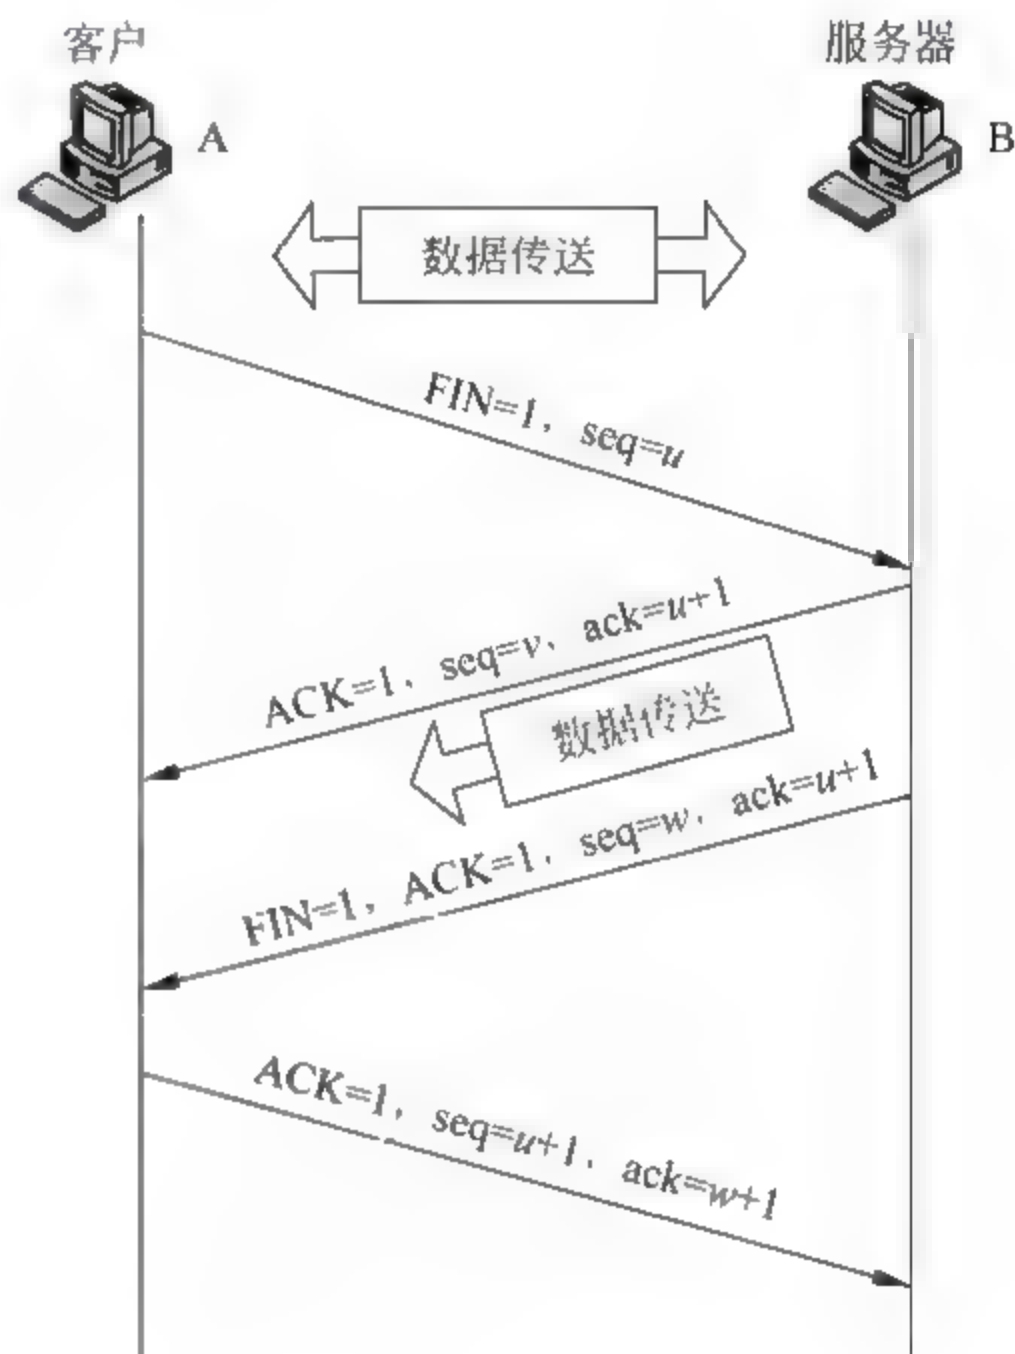 客户
服务器
A
B
数据传送
FIN=1, seq=u
ACK=1, seq=v, ack=u+1
数据传送
FIN=1, ACK=1, seq=w, ack=u+1
ACK=1, seq=u+1, ack=w+1